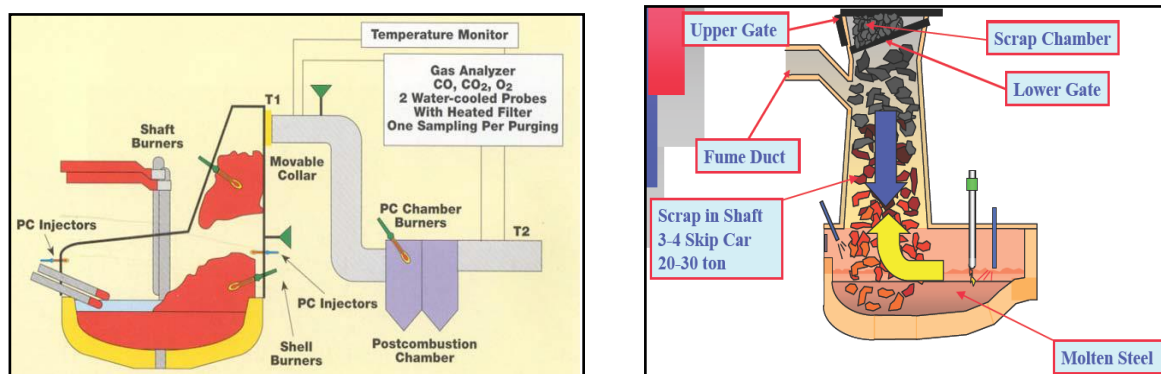 Temperature Monitor
Gas Analyzer
CO, CO₂, O₂
2 Water-cooled Probes
With Heated Filter
One Sampling Per Purging
T1
Shaft
Burners
Movable
Collar
PC Injectors
PC Chamber
Burners
T2
PC Injectors
Shell
Burners
Postcombustion
Chamber
Upper Gate
Scrap Chamber
Lower Gate
Fume Duct
Scrap in Shaft
3-4 Skip Car
20-30 ton
Molten Steel